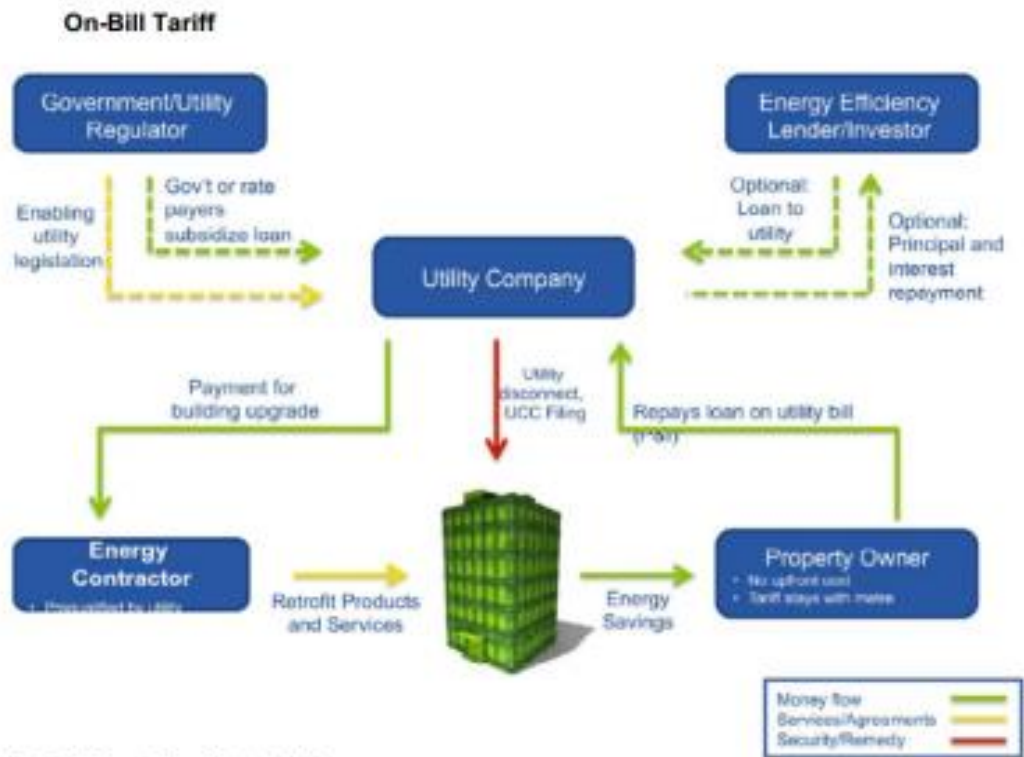 On-Bill Tariff
Government/Utility
Regulator
Energy Efficiency
Lender/Investor
Enabling
utility
legislation
Gov't or rate
payers
subsidize loan
Optional:
Loan to
utility
Optional:
Principal and
interest
repayment
Utility Company
Payment for
building upgrade
Utility
disconnect,
UCC Filing
Repays loan on utility bill
Energy
Contractor
Retrofit Products
and Services
Energy
Savings
Property Owner
• No upfront cost
• Tariff stays with
Money flow
Services/Agreements
Security/Remedy